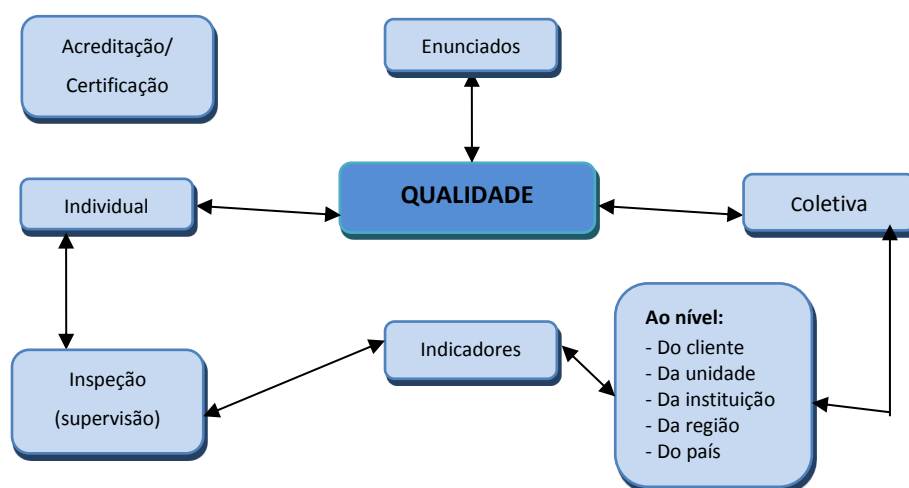 Acreditação/
Certificação
Enunciados
QUALIDADE
Individual
Coletiva
Ao nível:
- Do cliente
- Da unidade
- Da instituição
- Da região
- Do país
Indicadores
Inspeção
(supervisão)